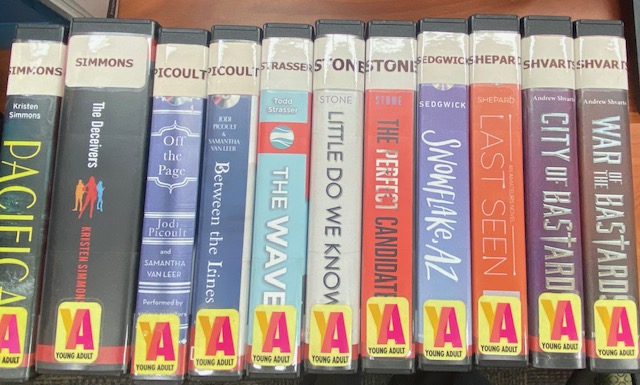 SIMMONS
Kristen
Simmons
PACIFICA
YA
YOUNG ADULT
SIMMONS
The Deceivers
KRISTEN SIMMON
YA
YOUNG ADULT
PICOULT
Off
the
Page
Jodi
Picoult
and
SAMANTHA
VAN LEER
Performed by
YA
YOUNG ADULT
PICOULT
JODI
PICOULT &
SAMANTHA
VAN LEER
Between the Lines
YA
YOUNG ADULT
STRASSER
Todd
Strasser
THE WAVE
YA
YOUNG ADULT
STONE
STONE
LITTLE DO WE KNOW
YA
YOUNG ADULT
STONE
STONE
THE PERFECT CANDIDATE
YA
YOUNG ADULT
SEDGWICK
SEDGWICK
SNOWFLAKE, AZ
YA
YOUNG ADULT
SHEPARD
SHEPARD
LAST SEEN
YA
YOUNG ADULT
SHVARTS
Andrew Shvarts
CITY OF BASTARD
YA
YOUNG ADULT
SHVARTS
Andrew Shvarts
WAR OF THE BASTARDS
YA
YOUNG ADULT